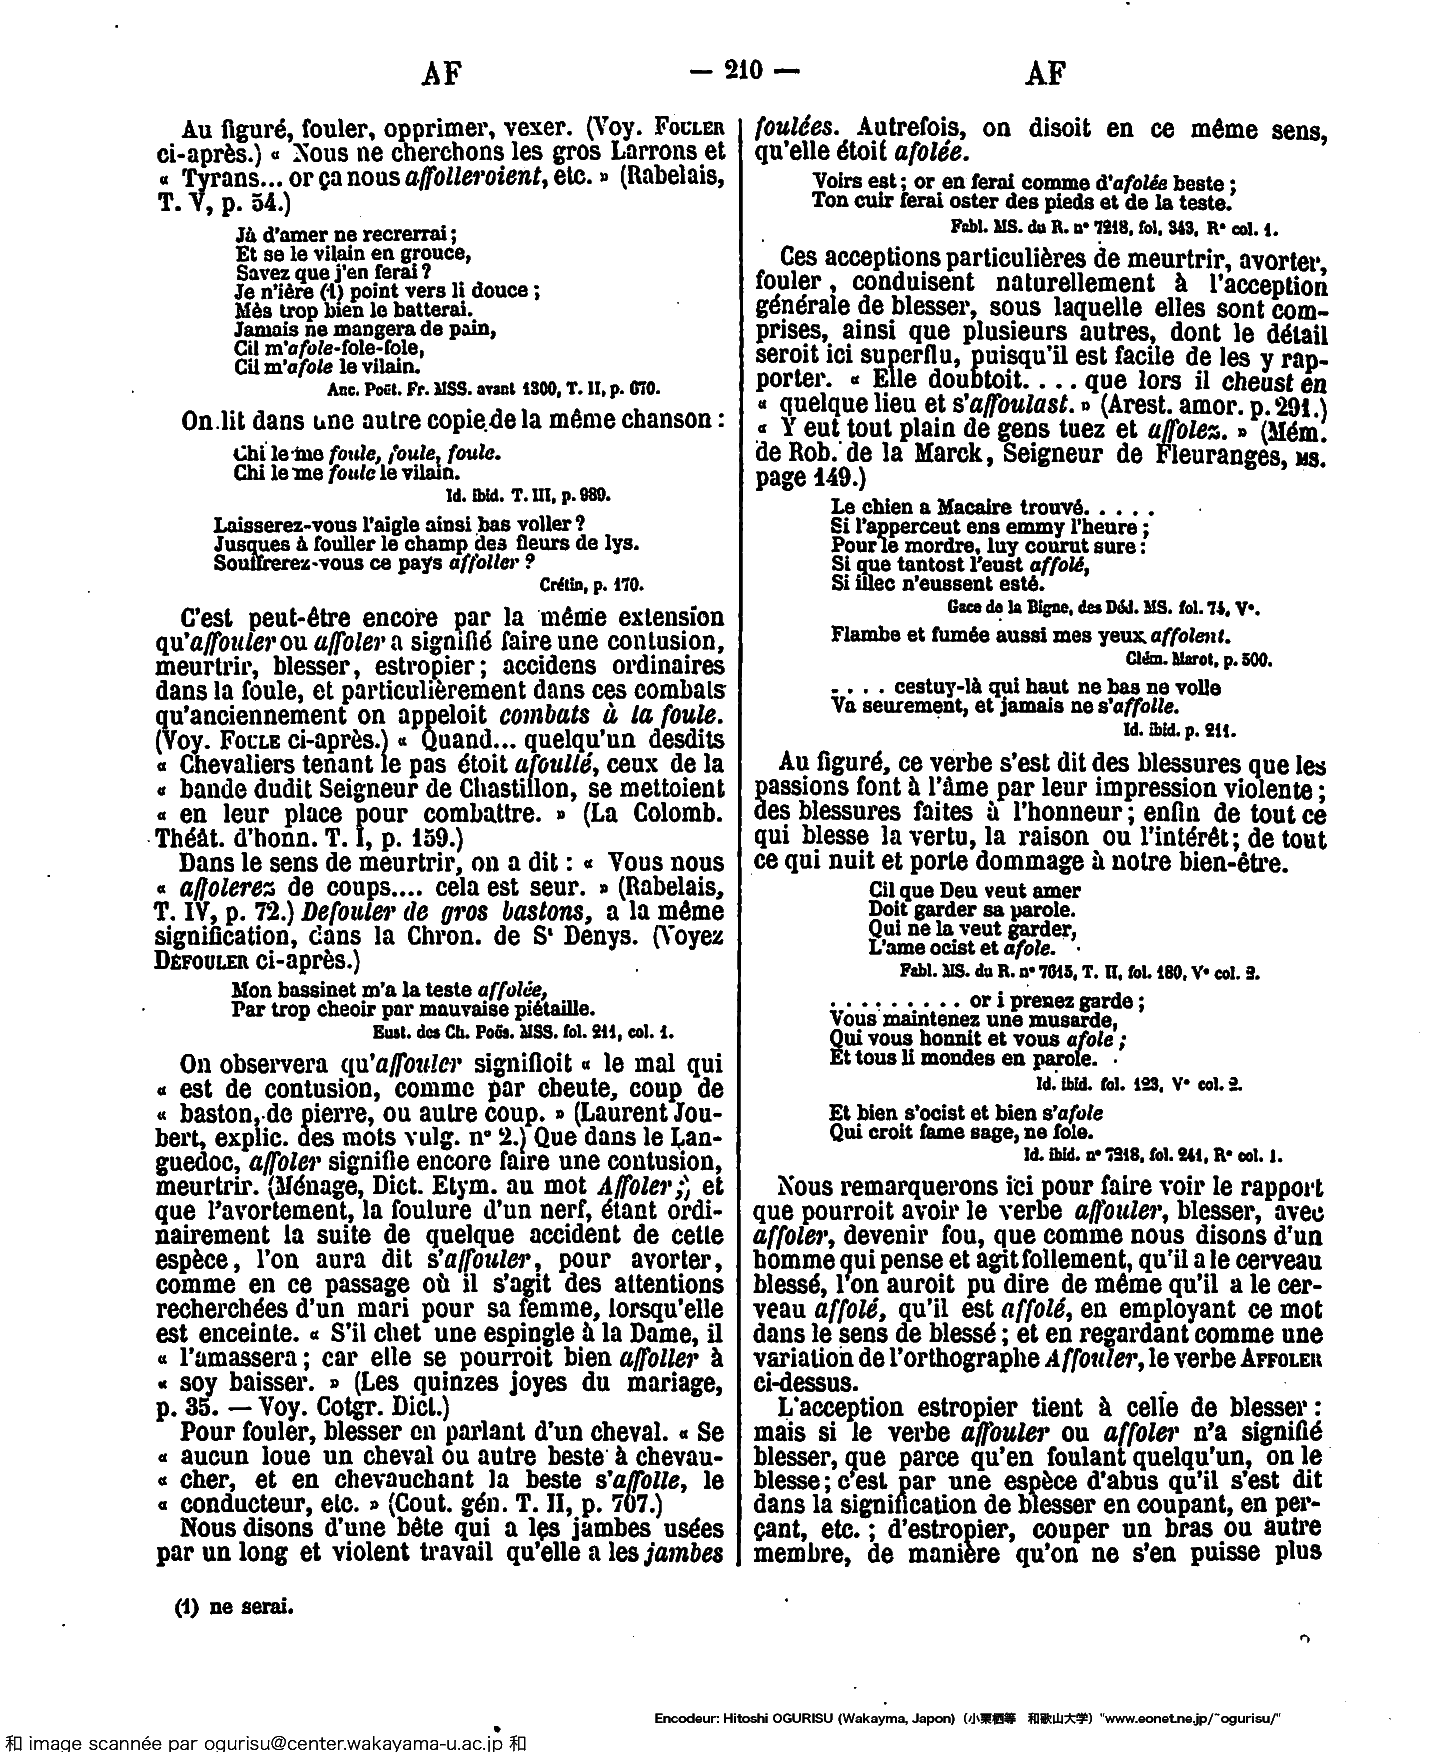 AF — 210 — AF
Au figuré, fouler, opprimer, vexer. (Voy. FOULER
ci-après.) « Nous ne cherchons les gros Larrons et
« Tyrans... or ça nous affolleroient, etc. » (Rabelais,
T. V, p. 54.)
Jà d'amer ne recrerrai ;
Et se le vilain en grouce,
Savez que j'en ferai ?
Je n'ière (1) point vers li douce ;
Mès trop bien le batterai.
Jamais ne mangera de pain,
Cil m'afole-fole-fole,
Cil m'afole le vilain.
Anc. Poët. Fr. MSS. avant 1300, T. II, p. 670.
On lit dans une autre copie de la même chanson :
Chi le me foule, foule, foule.
Chi le me foule le vilain.
Id. ibid. T. III, p. 989.
Laisserez-vous l'aigle ainsi bas voller ?
Jusques à fouller le champ des fleurs de lys.
Souffrerez-vous ce pays affoller ?
Crétin, p. 170.
C'est peut-être encore par la même extension
qu'affouler ou affoler a signifié faire une contusion,
meurtrir, blesser, estropier ; accidens ordinaires
dans la foule, et particulièrement dans ces combats
qu'anciennement on appeloit combats à la foule.
(Voy. FOULE ci-après.) « Quand... quelqu'un desdits
« Chevaliers tenant le pas étoit afoullé, ceux de la
« bande dudit Seigneur de Chastillon, se mettoient
« en leur place pour combattre. » (La Colomb.
Théât. d'honn. T. I, p. 159.)
Dans le sens de meurtrir, on a dit : « Vous nous
« affolerez de coups.... cela est seur. » (Rabelais,
T. IV, p. 72.) Defouler de gros bastons, a la même
signification, dans la Chron. de St Denys. (Voyez
DÉFOULER ci-après.)
Mon bassinet m'a la teste affolée,
Par trop cheoir par mauvaise piétaille.
Eust. des Ch. Poës. MSS. fol. 211, col. 1.
On observera qu'affouler signifioit « le mal qui
« est de contusion, comme par cheute, coup de
« baston, de pierre, ou autre coup. » (Laurent Jou-
bert, explic. des mots vulg. n° 2.) Que dans le Lan-
guedoc, affoler signifie encore faire une contusion,
meurtrir. (Ménage, Dict. Etym. au mot Affoler ;) et
que l'avortement, la foulure d'un nerf, étant ordi-
nairement la suite de quelque accident de cette
espèce, l'on aura dit s'affouler, pour avorter,
comme en ce passage où il s'agit des attentions
recherchées d'un mari pour sa femme, lorsqu'elle
est enceinte. « S'il chet une espingle à la Dame, il
« l'amassera ; car elle se pourroit bien affoller à
« soy baisser. » (Les quinzes joyes du mariage,
p. 35. — Voy. Cotgr. Dict.)
Pour fouler, blesser en parlant d'un cheval. « Se
« aucun loue un cheval ou autre beste à chevau-
« cher, et en chevauchant la beste s'affolle, le
« conducteur, etc. » (Cout. gén. T. II, p. 707.)
Nous disons d'une bête qui a les jambes usées
par un long et violent travail qu'elle a les jambes
foulées. Autrefois, on disoit en ce même sens,
qu'elle étoit afolée.
Voirs est ; or en ferai comme d'afolée beste ;
Ton cuir ferai oster des pieds et de la teste.
Fabl. MS. du R. n° 7218, fol. 343, R° col. 1.
Ces acceptions particulières de meurtrir, avorter,
fouler , conduisent naturellement à l'acception
générale de blesser, sous laquelle elles sont com-
prises, ainsi que plusieurs autres, dont le détail
seroit ici superflu, puisqu'il est facile de les y rap-
porter. « Elle doubtoit. . . . que lors il cheust en
« quelque lieu et s'affoulast. » (Arest. amor. p. 291.)
« Y eut tout plain de gens tuez et affolez. » (Mém.
de Rob. de la Marck, Seigneur de Fleuranges, MS.
page 149.)
Le chien a Macaire trouvé. . . . .
Si l'apperceut ens emmy l'heure ;
Pour le mordre, luy courut sure :
Si que tantost l'eust affolé,
Si illec n'eussent esté.
Gace de la Bigne, des Déd. MS. fol. 74, V°.
Flambe et fumée aussi mes yeux affolent.
Clém. Marot, p. 500.
. . . . cestuy-là qui haut ne bas ne volle
Va seurement, et jamais ne s'affolle.
Id. ibid. p. 211.
Au figuré, ce verbe s'est dit des blessures que les
passions font à l'âme par leur impression violente ;
des blessures faites à l'honneur ; enfin de tout ce
qui blesse la vertu, la raison ou l'intérêt ; de tout
ce qui nuit et porte dommage à notre bien-être.
Cil que Deu veut amer
Doit garder sa parole.
Qui ne la veut garder,
L'ame ocist et afole.
Fabl. MS. du R. n° 7615, T. II, fol. 180, V° col. 2.
. . . . . . . . . or i prenez garde ;
Vous maintenez une musarde,
Qui vous honnit et vous afole ;
Et tous li mondes en parole.
Id. ibid. fol. 123, V° col. 2.
Et bien s'ocist et bien s'afole
Qui croit fame sage, ne fole.
Id. ibid. n° 7218, fol. 241, R° col. 1.
Nous remarquerons ici pour faire voir le rapport
que pourroit avoir le verbe affouler, blesser, avec
affoler, devenir fou, que comme nous disons d'un
homme qui pense et agit follement, qu'il a le cerveau
blessé, l'on auroit pu dire de même qu'il a le cer-
veau affolé, qu'il est affolé, en employant ce mot
dans le sens de blessé ; et en regardant comme une
variation de l'orthographe Affouler, le verbe AFFOLER
ci-dessus.
L'acception estropier tient à celle de blesser :
mais si le verbe affouler ou affoler n'a signifié
blesser, que parce qu'en foulant quelqu'un, on le
blesse ; c'est par une espèce d'abus qu'il s'est dit
dans la signification de blesser en coupant, en per-
çant, etc. ; d'estropier, couper un bras ou autre
membre, de manière qu'on ne s'en puisse plus
(1) ne serai.
Encodeur: Hitoshi OGURISU (Wakayma, Japon) (小栗栖等 和歌山大学) "www.eonet.ne.jp/~ogurisu/"
和 image scannée par ogurisu@center.wakayama-u.ac.jp 和